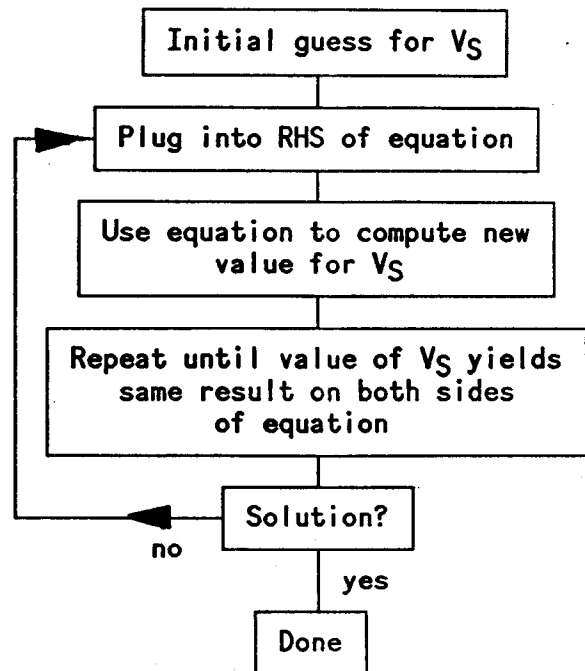 Initial guess for VS
Plug into RHS of equation
Use equation to compute new
value for VS
Repeat until value of VS yields
same result on both sides
of equation
Solution?
no
yes
Done